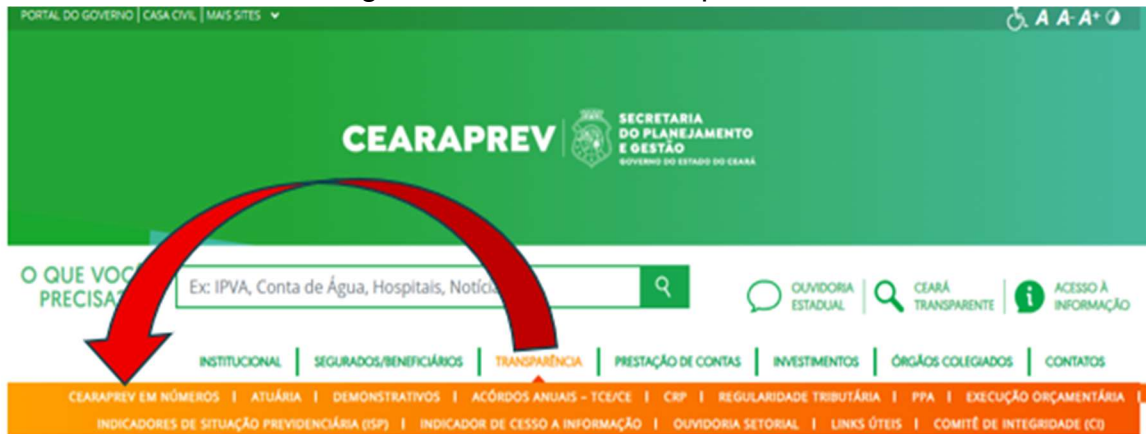 PORTAL DO GOVERNO | CASA CIVIL | MAIS SITES
A A- A+
CEARAPREV
SECRETARIA
DO PLANEJAMENTO
E GESTÃO
GOVERNO DO ESTADO DO CEARÁ
O QUE VOCÊ
PRECISA
Ex: IPVA, Conta de Água, Hospitais,
OUVIDORIA
ESTADUAL
CEARÁ
TRANSPARENTE
ACESSO À
INFORMAÇÃO
INSTITUCIONAL | SEGURADOS/BENEFICIÁRIOS | TRANSPARÊNCIA | PRESTAÇÃO DE CONTAS | INVESTIMENTOS | ÓRGÃOS COLEGIADOS | CONTATOS
CEARAPREV EM NÚMEROS | ATUÁRIA | DEMONSTRATIVOS | ACÓRDOS ANUAIS – TCE/CE | CRP | REGULARIDADE TRIBUTÁRIA | PPA | EXECUÇÃO ORÇAMENTÁRIA |
INDICADORES DE SITUAÇÃO PREVIDENCIÁRIA (ISP) | INDICADOR DE CESSO A INFORMAÇÃO | OUVIDORIA SETORIAL | LINKS ÚTEIS | COMITÊ DE INTEGRIDADE (CI)